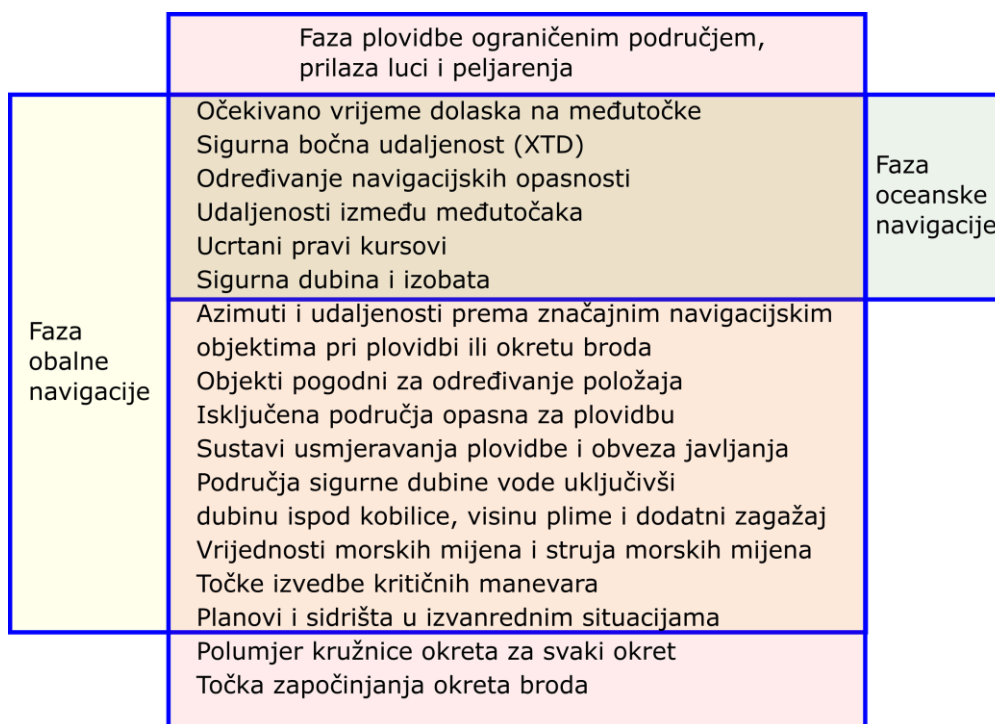 Faza plovidbe ograničenim područjem,
prilaza luci i peljarenja
Očekivano vrijeme dolaska na međutočke
Sigurna bočna udaljenost (XTD)
Određivanje navigacijskih opasnosti
Udaljenosti između međutočaka
Ucrtani pravi kursovi
Sigurna dubina i izobata
Faza
oceanske
navigacije
Faza
obalne
navigacije
Azimuti i udaljenosti prema značajnim navigacijskim
objektima pri plovidbi ili okretu broda
Objekti pogodni za određivanje položaja
Isključena područja opasna za plovidbu
Sustavi usmjeravanja plovidbe i obveza javljanja
Područja sigurne dubine vode uključivši
dubinu ispod kobilice, visinu plime i dodatni zagažaj
Vrijednosti morskih mijena i struja morskih mijena
Točke izvedbe kritičnih manevara
Planovi i sidrišta u izvanrednim situacijama
Polumjer kružnice okreta za svaki okret
Točka započinjanja okreta broda